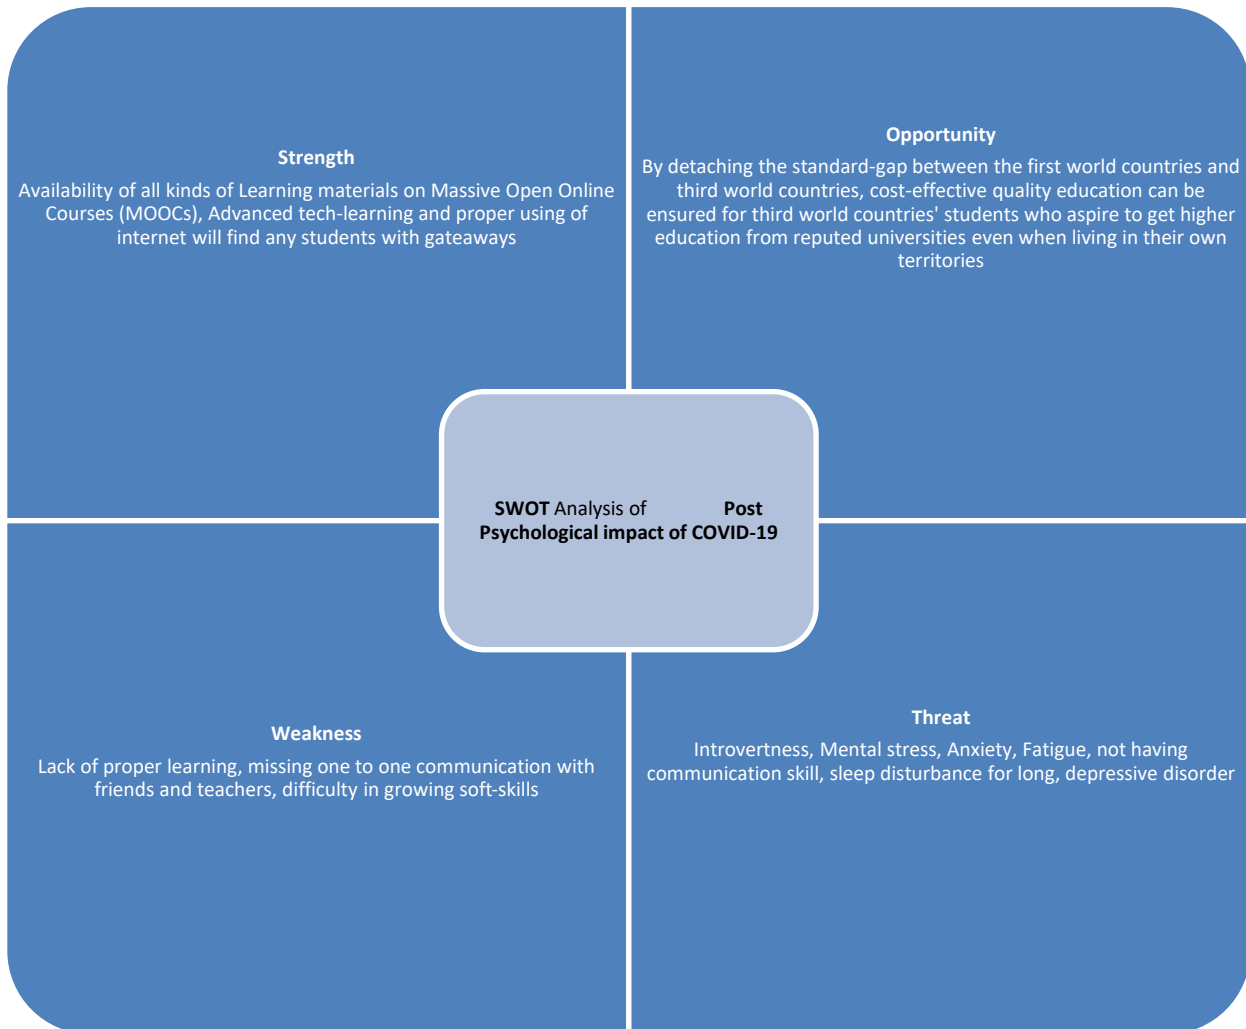 Strength
Availability of all kinds of Learning materials on Massive Open Online
Courses (MOOCs), Advanced tech-learning and proper using of
internet will find any students with gateaways
Opportunity
By detaching the standard-gap between the first world countries and
third world countries, cost-effective quality education can be
ensured for third world countries' students who aspire to get higher
education from reputed universities even when living in their own
territories
SWOT Analysis of Post
Psychological impact of COVID-19
Weakness
Lack of proper learning, missing one to one communication with
friends and teachers, difficulty in growing soft-skills
Threat
Introvertness, Mental stress, Anxiety, Fatigue, not having
communication skill, sleep disturbance for long, depressive disorder